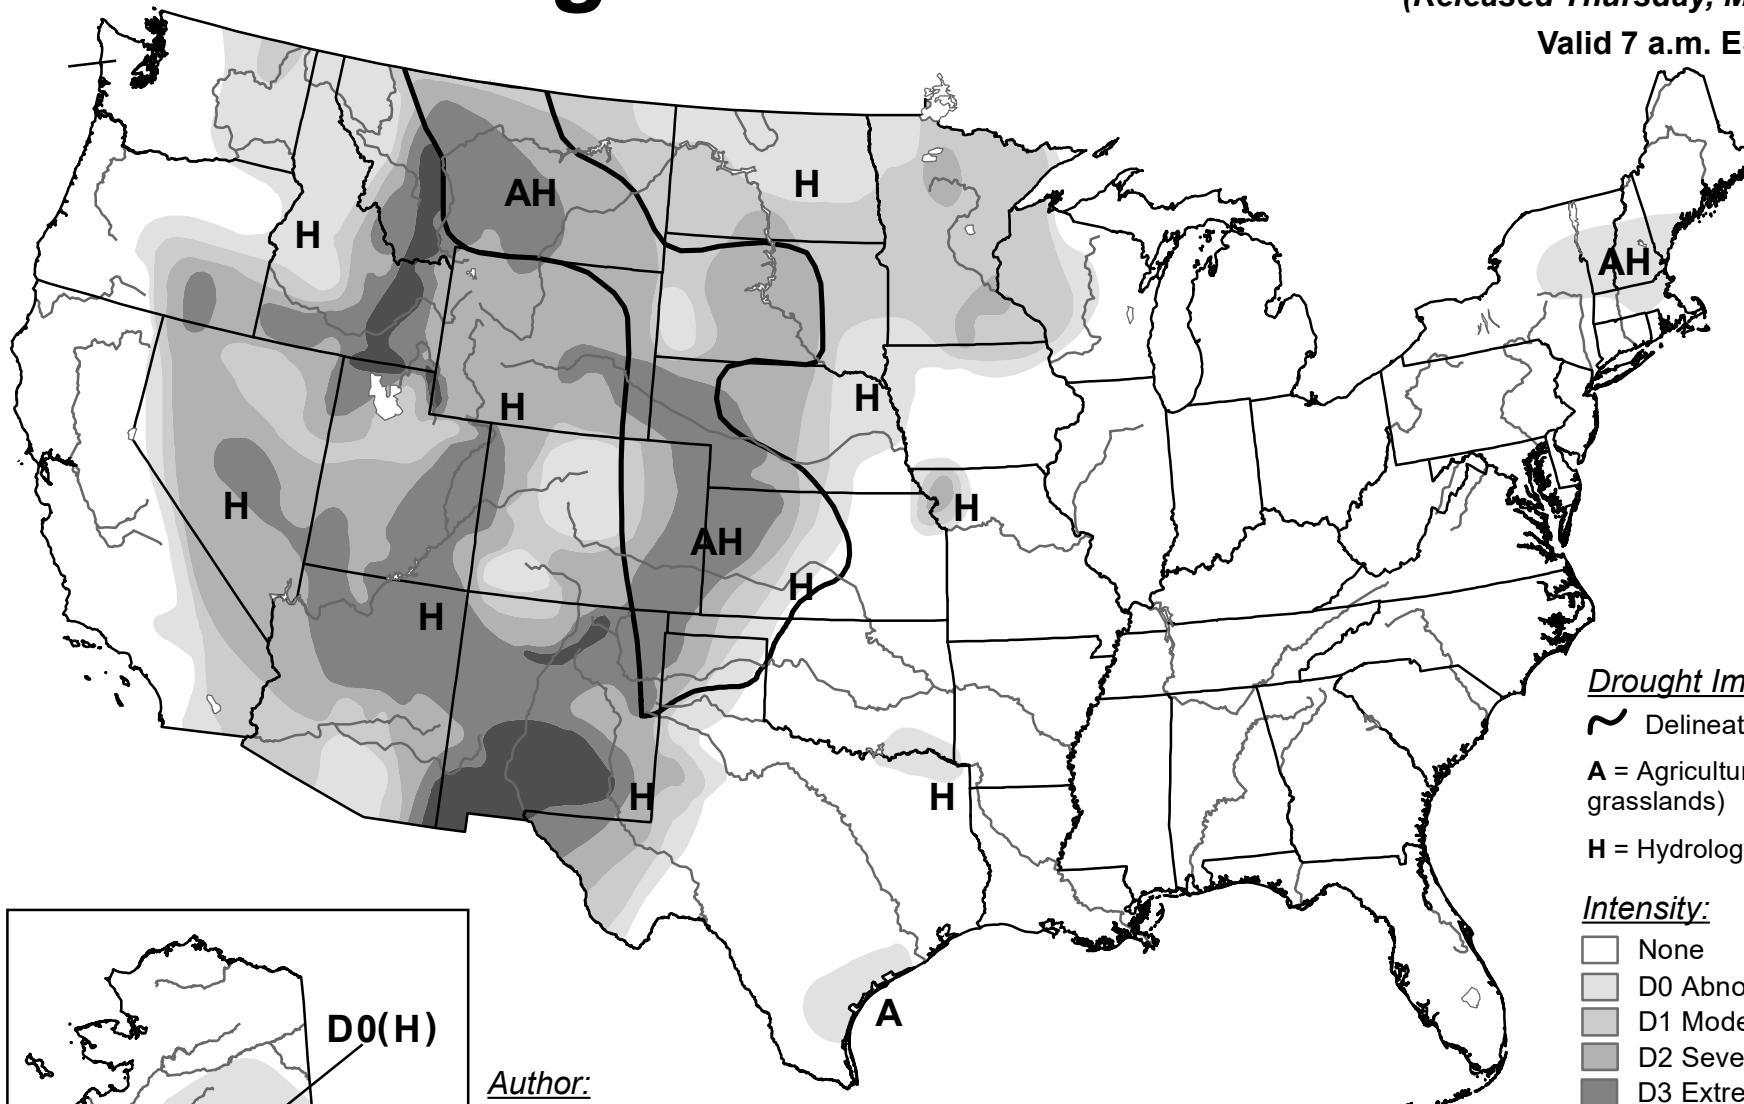 (Released Thursday, M
Valid 7 a.m. E
AH
H
H
AH
H
H
H
H
AH
H
H
H
H
A
D0(H)
Author:
Drought Im
Delineat
A = Agricultur
grasslands)
H = Hydrolog
Intensity:
None
D0 Abno
D1 Mode
D2 Seve
D3 Extre